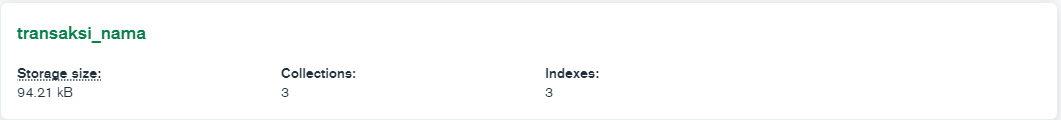 transaksi_nama
Storage size: Collections: Indexes:
94.21 kB 3 3